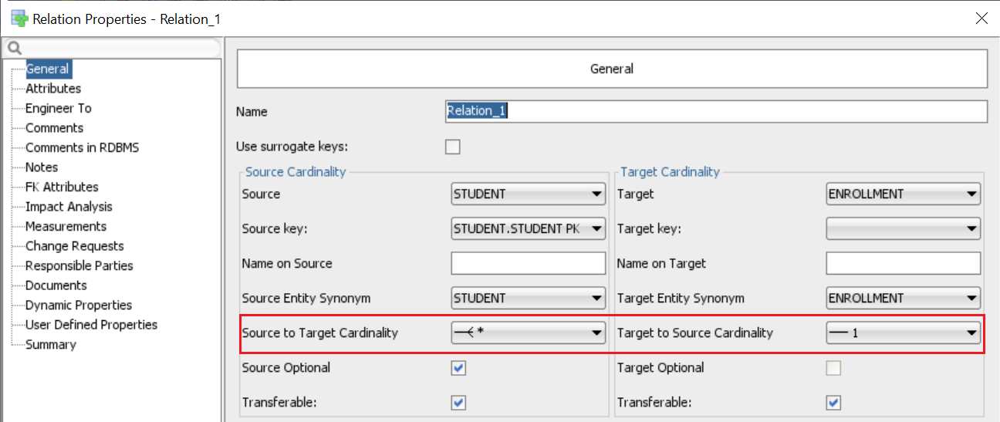 Relation Properties - Relation_1
General
Attributes
Engineer To
Comments
Comments in RDBMS
Notes
FK Attributes
Impact Analysis
Measurements
Change Requests
Responsible Parties
Documents
Dynamic Properties
User Defined Properties
Summary
General
Name Relation_1
Use surrogate keys:
Source Cardinality
Source STUDENT
Source key: STUDENT.STUDENT PK
Name on Source
Source Entity Synonym STUDENT
Source to Target Cardinality *
Source Optional
Transferable:
Target Cardinality
Target ENROLLMENT
Target key:
Name on Target
Target Entity Synonym ENROLLMENT
Target to Source Cardinality 1
Target Optional
Transferable: